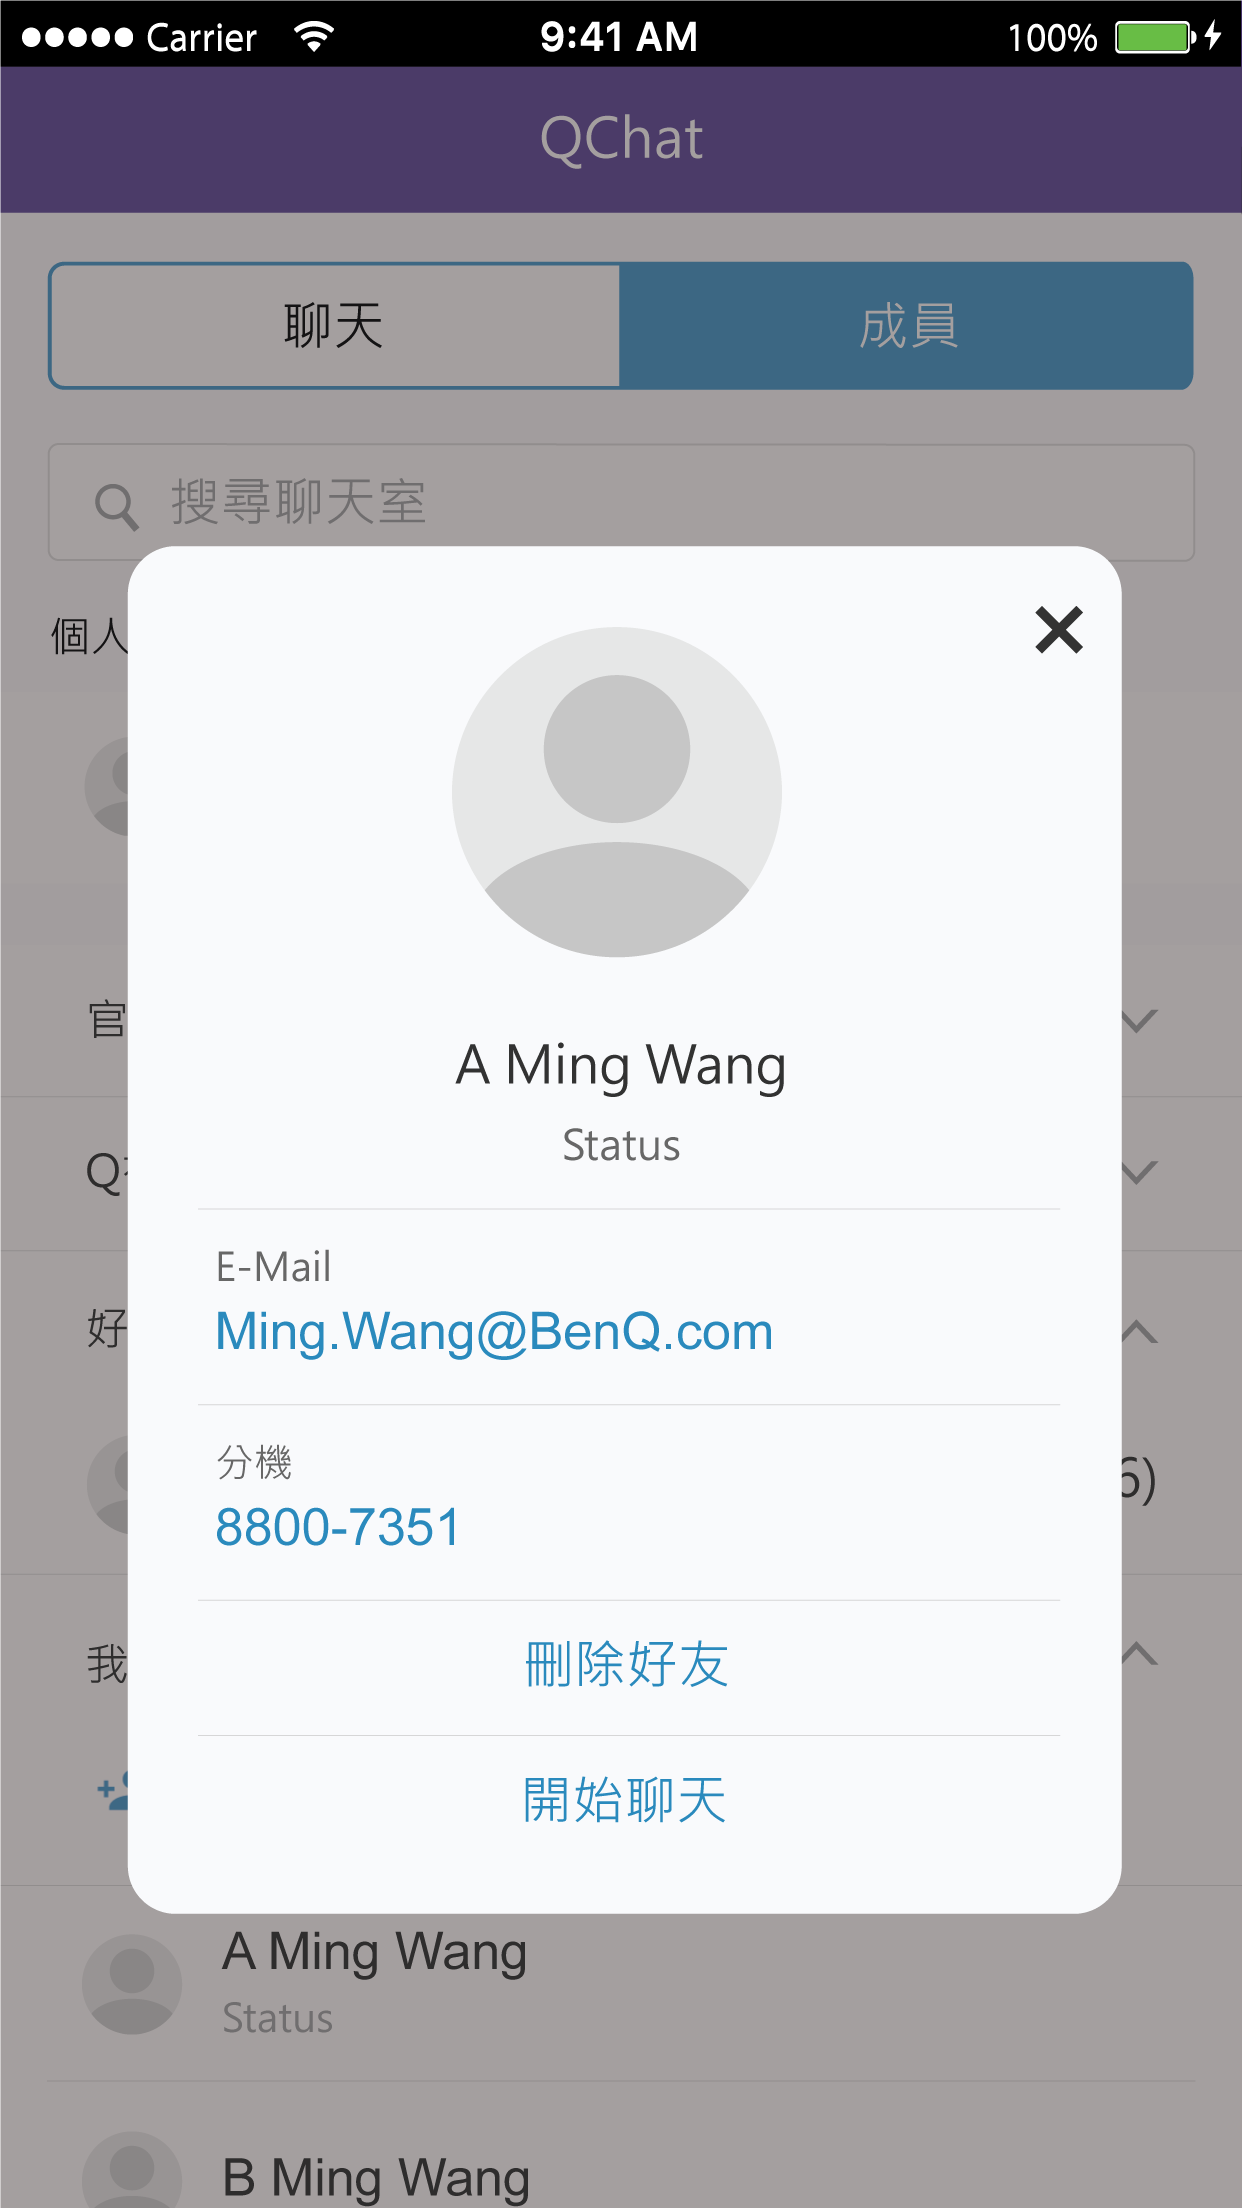 Carrier 9:41 AM 100%
QChat
聊天 成員
搜尋聊天室
個人
A Ming Wang
Status
官
E-Mail
Q
Ming.Wang@BenQ.com
好
分機
6)
8800-7351
刪除好友
我
開始聊天
A Ming Wang
Status
B Ming Wang